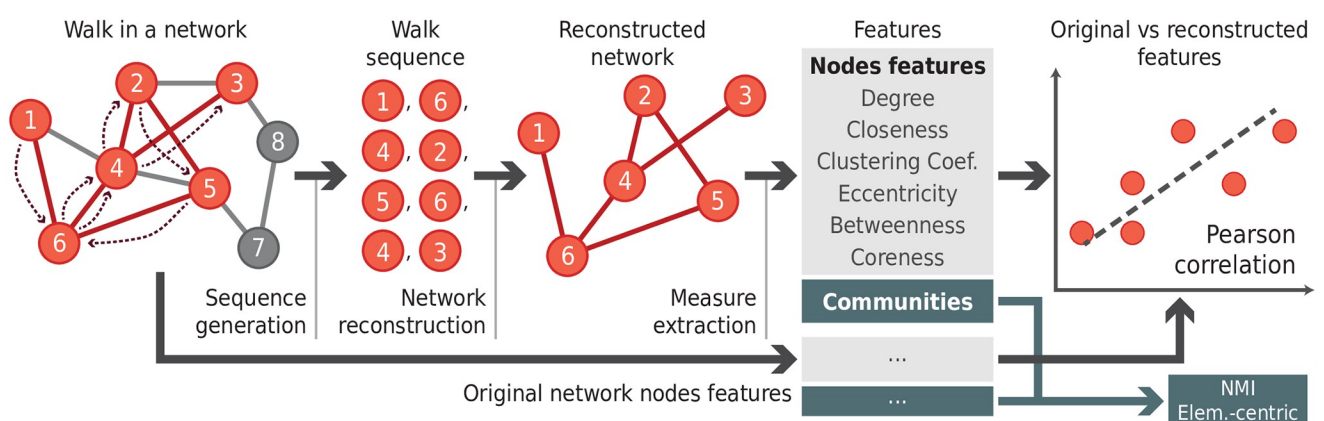 Walk in a network
1
2
3
4
5
6
7
8
Sequence
generation
Walk
sequence
1, 6,
4, 2,
5, 6,
4, 3
Network
reconstruction
Reconstructed
network
1
2
3
4
5
6
Measure
extraction
Features
Nodes features
Degree
Closeness
Clustering Coef.
Eccentricity
Betweenness
Coreness
Communities
...
...
Original network nodes features
Original vs reconstructed
features
Pearson
correlation
NMI
Elem.-centric